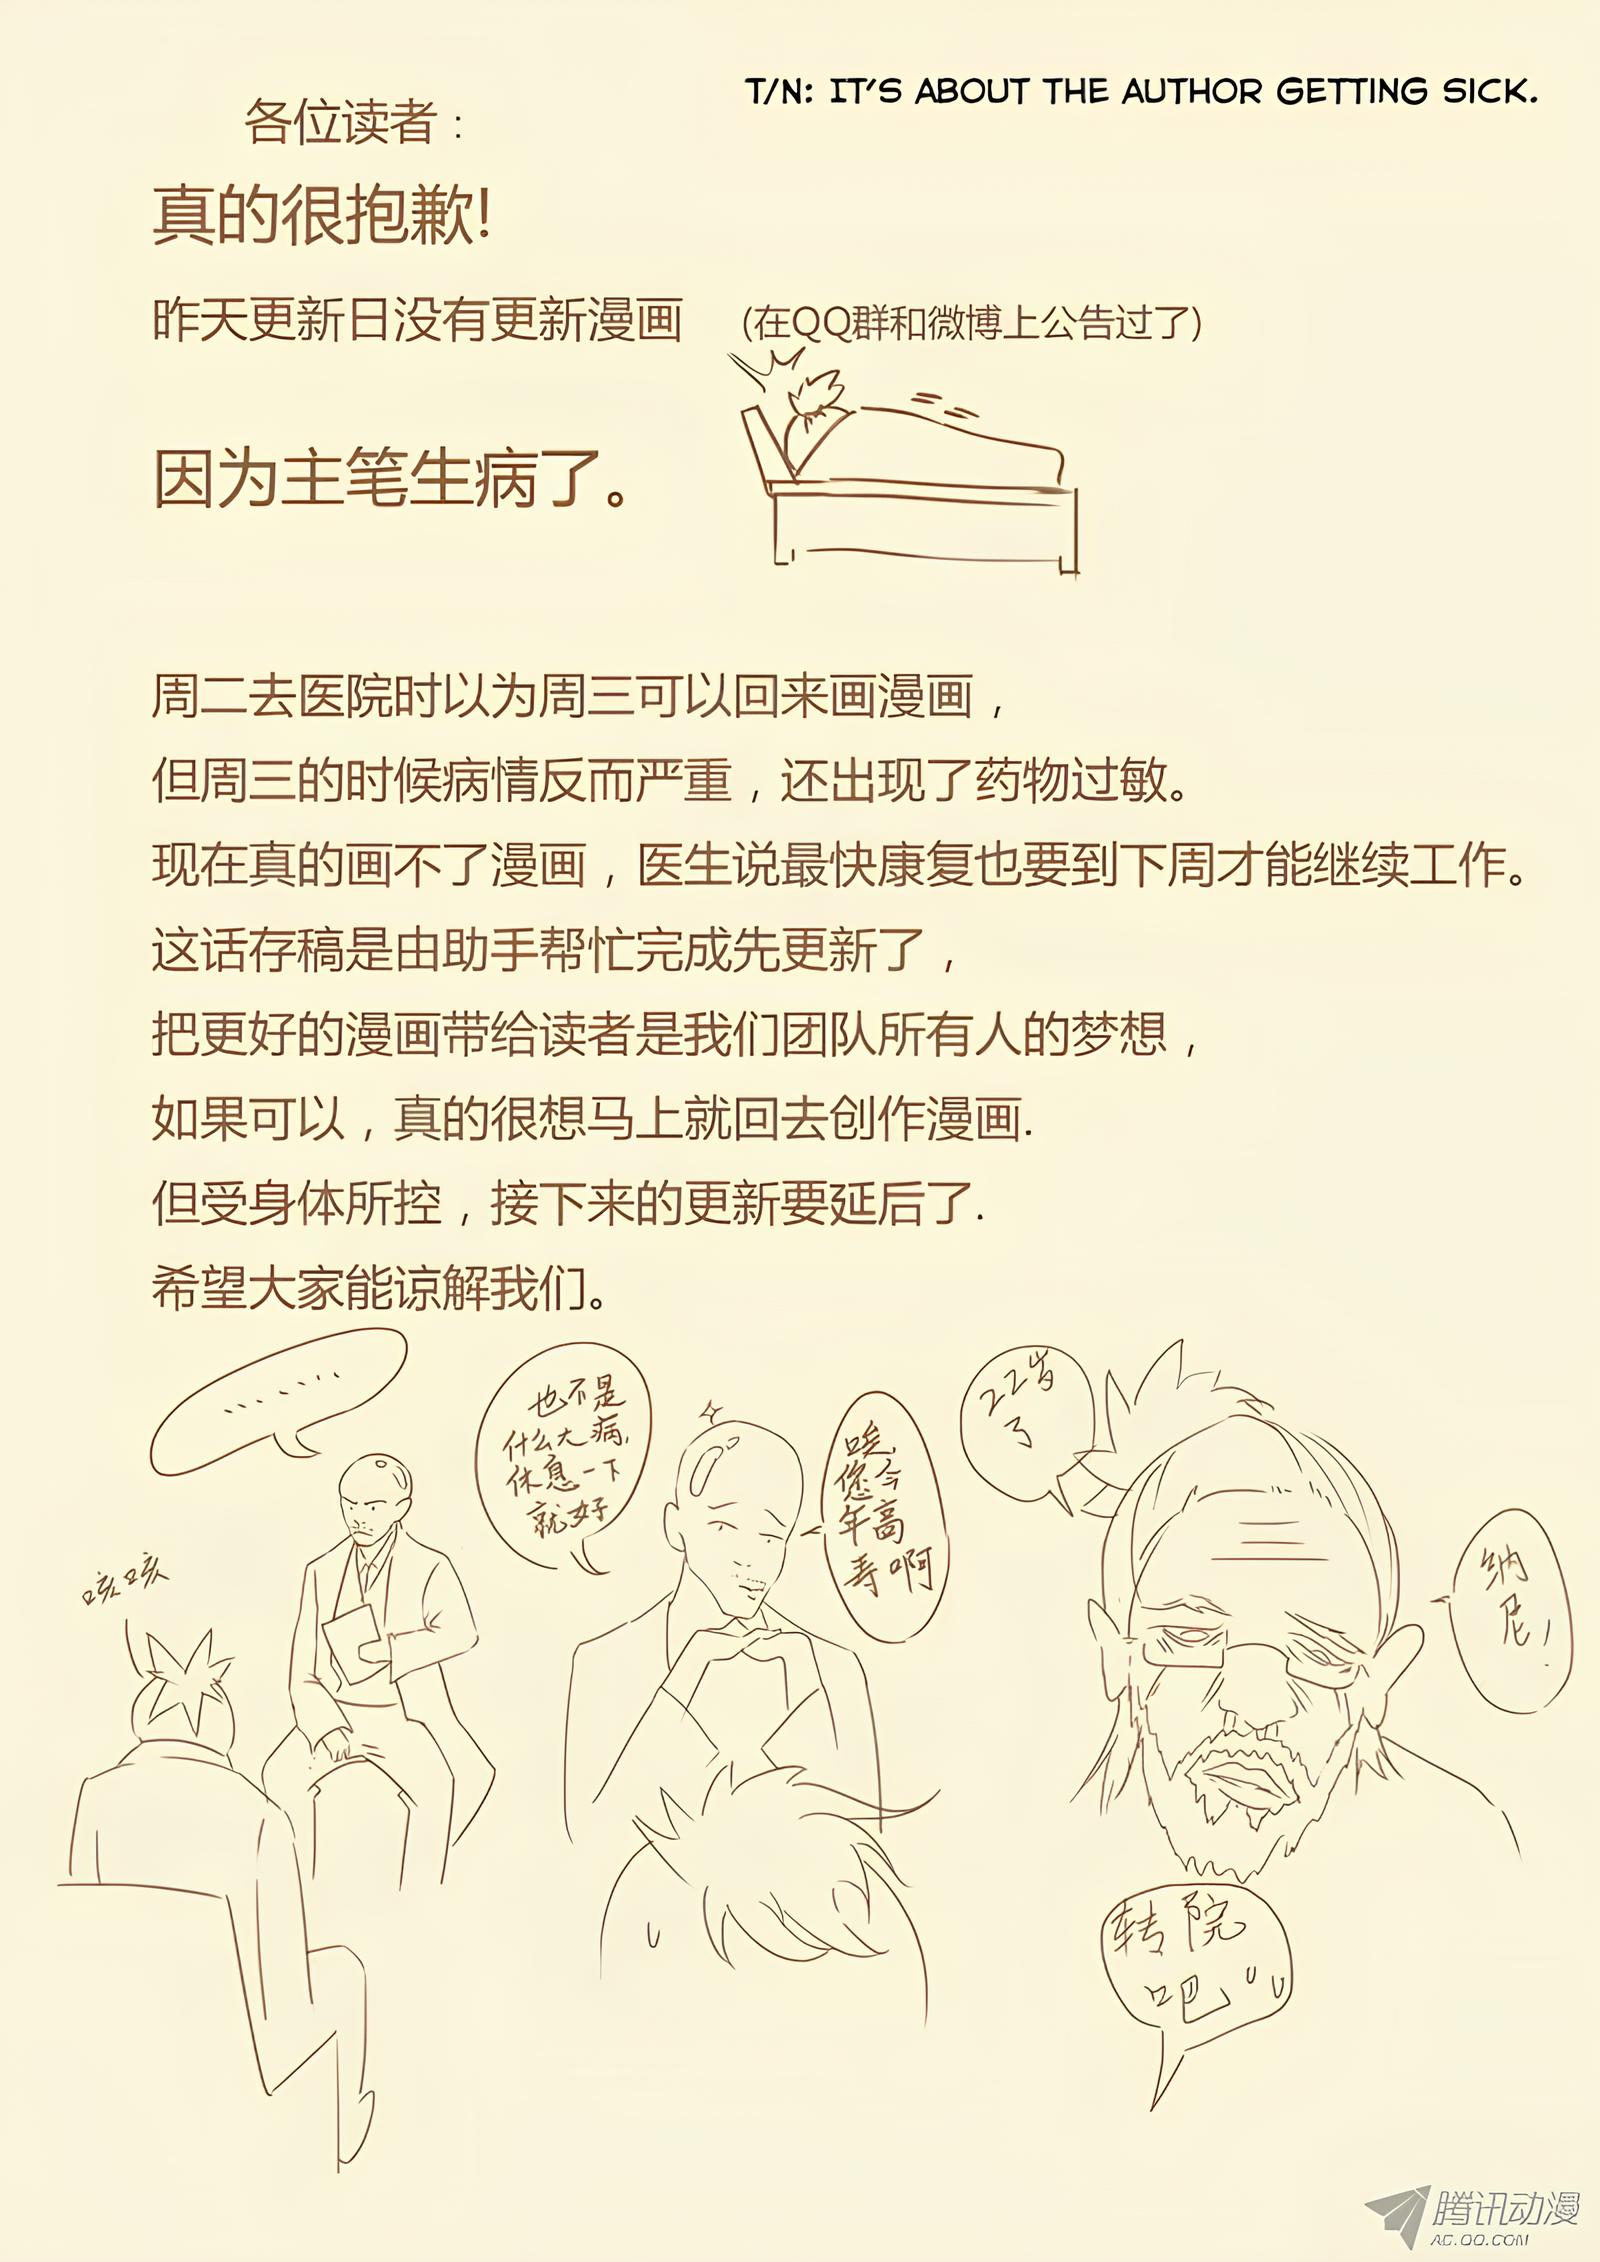 T/N: IT'S ABOUT THE AUTHOR GETTING SICK.
各位读者：
真的很抱歉!
昨天更新日没有更新漫画 (在QQ群和微博上公告过了)
因为主笔生病了。
周二去医院时以为周三可以回来画漫画，
但周三的时候病情反而严重，还出现了药物过敏。
现在真的画不了漫画，医生说最快康复也要到下周才能继续工作。
这话存稿是由助手帮忙完成先更新了，
把更好的漫画带给读者是我们团队所有人的梦想，
如果可以，真的很想马上就回去创作漫画.
但受身体所控，接下来的更新要延后了.
希望大家能谅解我们。
.......
咳咳
也不是
什么大病,
休息一下
就好
唉,
您今
年高
寿啊
22岁
了
纳
尼!
转院
吧
腾讯动漫
AC.QQ.COM